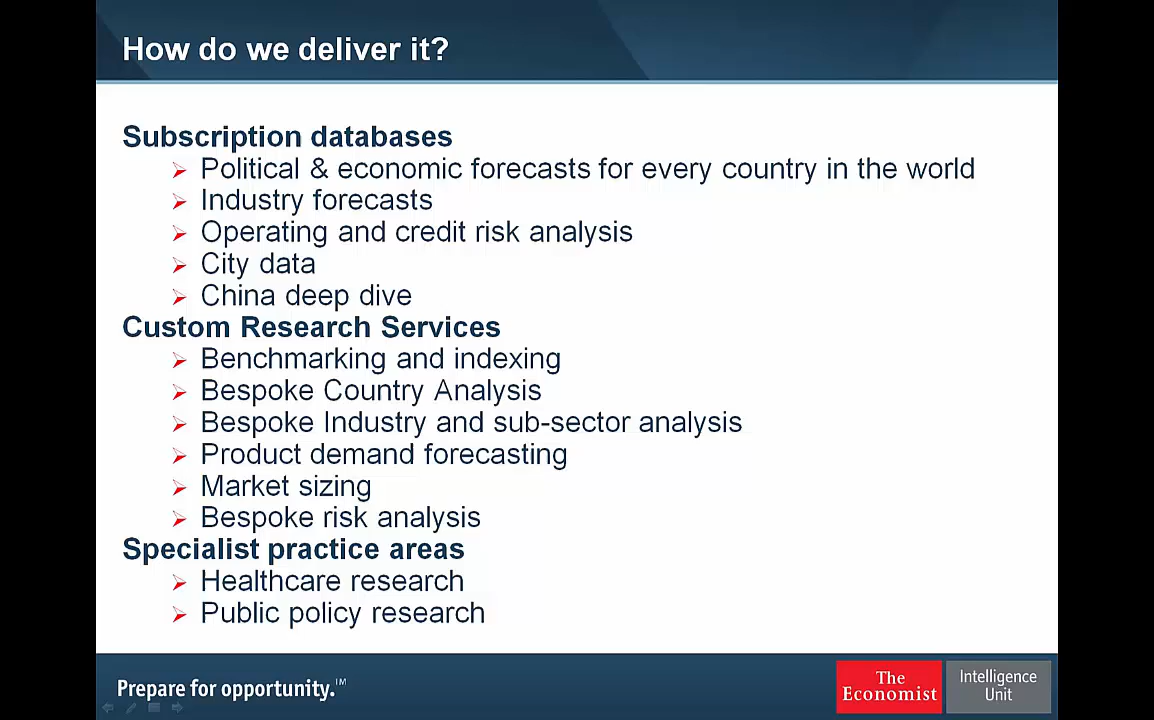 How do we deliver it?
Subscription databases
Political & economic forecasts for every country in the world
Industry forecasts
Operating and credit risk analysis
City data
China deep dive
Custom Research Services
Benchmarking and indexing
Bespoke Country Analysis
Bespoke Industry and sub-sector analysis
Product demand forecasting
Market sizing
Bespoke risk analysis
Specialist practice areas
Healthcare research
Public policy research
Prepare for opportunity.™
The
Economist
Intelligence
Unit